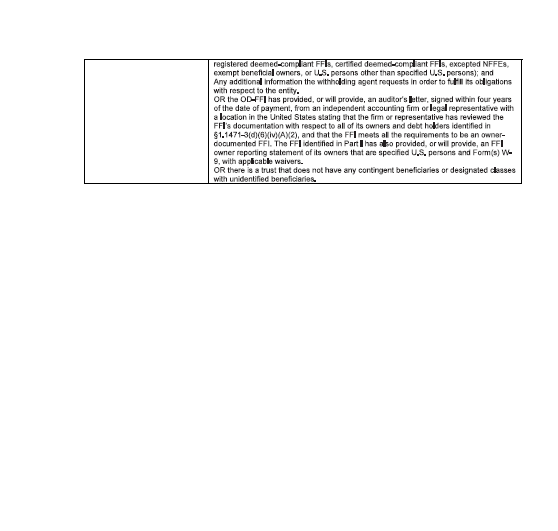 registered deemed-compliant FFIs, certified deemed-compliant FFIs, excepted NFFEs,
exempt beneficial owners, or U.S. persons other than specified U.S. persons); and
Any additional information the withholding agent requests in order to fulfill its obligations
with respect to the entity.
OR the OD-FFI has provided, or will provide, an auditor's letter, signed within four years
of the date of payment, from an independent accounting firm or legal representative with
a location in the United States stating that the firm or representative has reviewed the
FFI's documentation with respect to all of its owners and debt holders identified in
§1.1471-3(d)(6)(iv)(A)(2), and that the FFI meets all the requirements to be an owner-
documented FFI. The FFI identified in Part I has also provided, or will provide, an FFI
owner reporting statement of its owners that are specified U.S. persons and Form(s) W-
9, with applicable waivers.
OR there is a trust that does not have any contingent beneficiaries or designated classes
with unidentified beneficiaries.